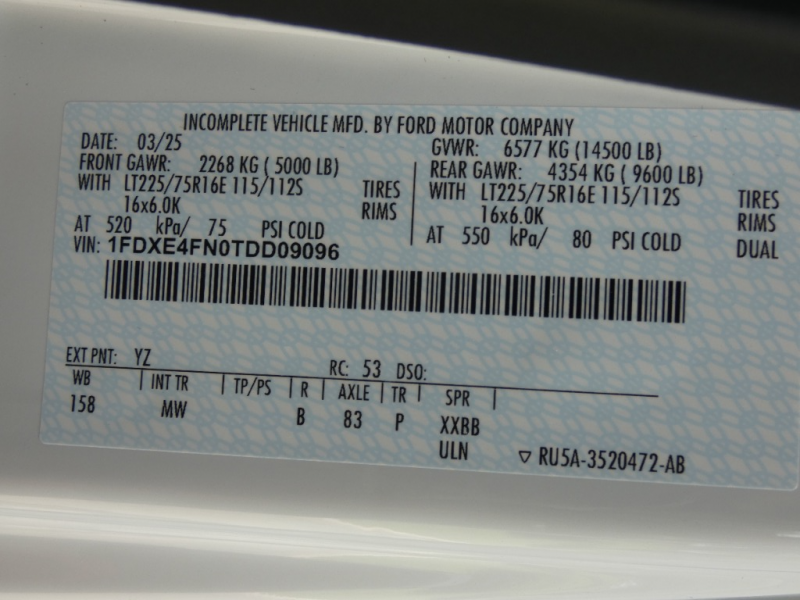 INCOMPLETE VEHICLE MFD. BY FORD MOTOR COMPANY
DATE: 03/25 GVWR: 6577 KG (14500 LB)
FRONT GAWR: 2268 KG ( 5000 LB) REAR GAWR: 4354 KG ( 9600 LB)
WITH LT225/75R16E 115/112S TIRES WITH LT225/75R16E 115/112S TIRES
16x6.0K RIMS 16x6.0K RIMS
AT 520 kPa/ 75 PSI COLD AT 550 kPa/ 80 PSI COLD DUAL
VIN: 1FDXE4FN0TDD09096
EXT PNT: YZ RC: 53 DSO:
WB INT TR TP/PS R AXLE TR SPR
158 MW B 83 P XXBB
ULN ▽ RU5A-3520472-AB